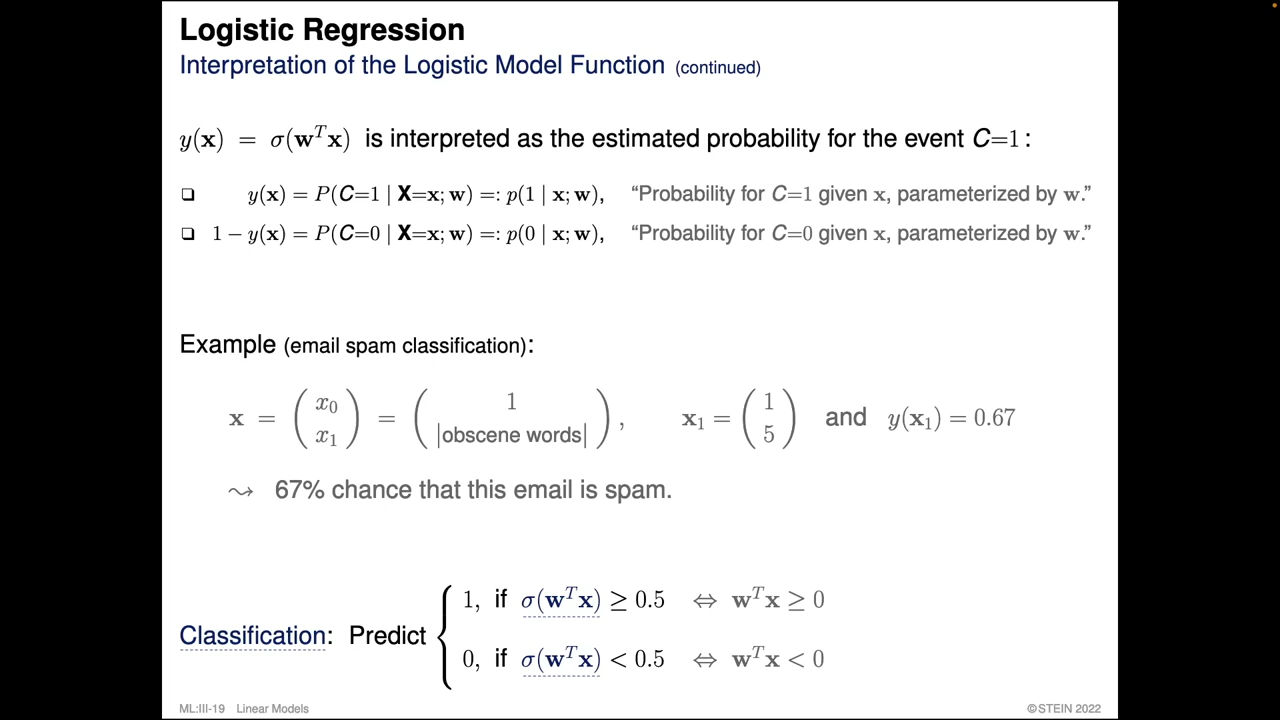 Logistic Regression
Interpretation of the Logistic Model Function (continued)
y(x) = σ(wᵀx) is interpreted as the estimated probability for the event C=1:
❑ y(x) = P(C=1 | X=x; w) =: p(1 | x; w), “Probability for C=1 given x, parameterized by w.”
❑ 1 − y(x) = P(C=0 | X=x; w) =: p(0 | x; w), “Probability for C=0 given x, parameterized by w.”
Example (email spam classification):
x = ( x₀ x₁ ) = ( 1 |obscene words| ), x₁ = ( 1 5 ) and y(x₁) = 0.67
⤳ 67% chance that this email is spam.
1, if σ(wᵀx) ≥ 0.5 ⇔ wᵀx ≥ 0
Classification: Predict {
0, if σ(wᵀx) < 0.5 ⇔ wᵀx < 0
ML:III-19 Linear Models ©STEIN 2022